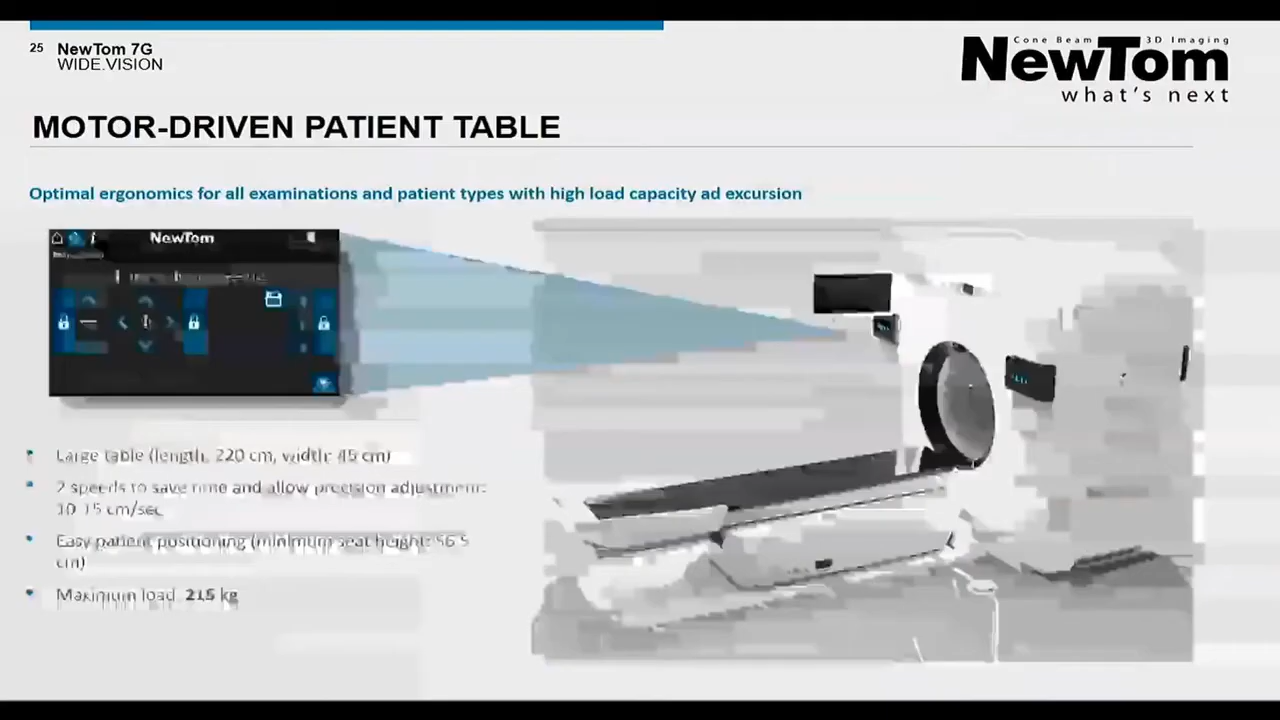 25 NewTom 7G
WIDE.VISION
Cone Beam 3D Imaging
NewTom
what's next
MOTOR-DRIVEN PATIENT TABLE
Optimal ergonomics for all examinations and patient types with high load capacity ad excursion
NewTom
• Large table (length: 220 cm, width: 45 cm)
• 2 speeds to save time and allow precision adjustment:
cm/sec
• Easy patient positioning (minimum seat height: 56.5
cm)
• Maximum load: 215 kg